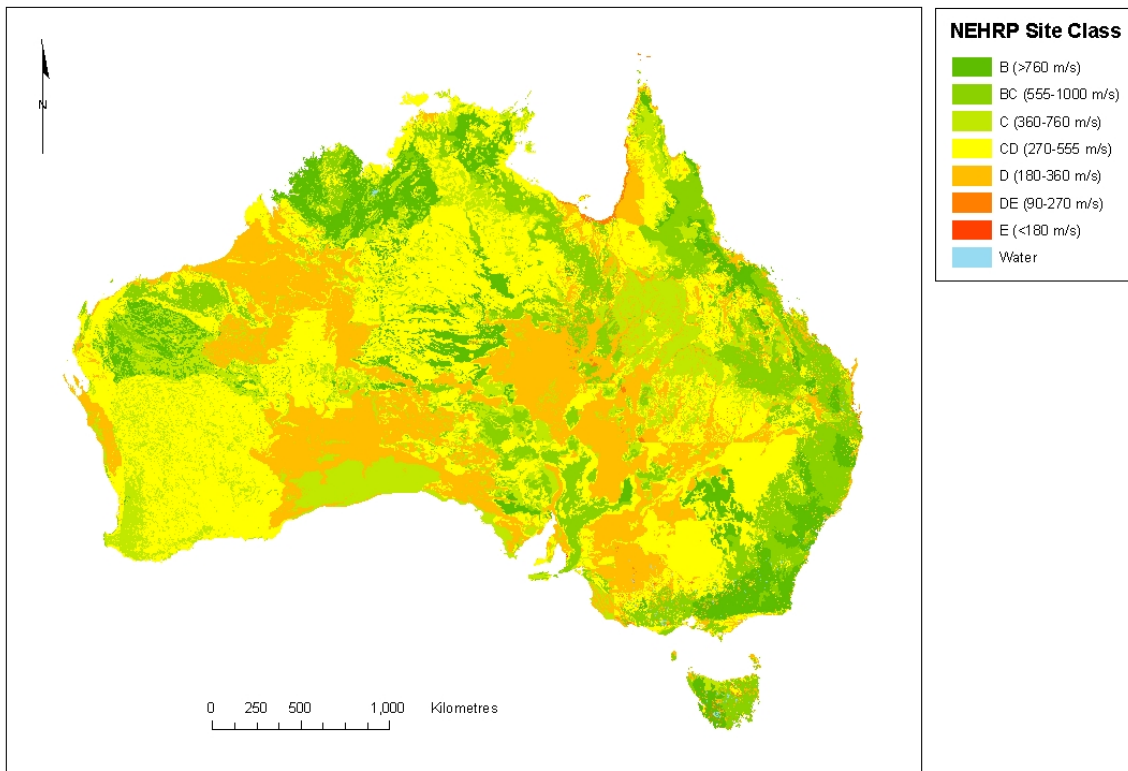 N
NEHRP Site Class
B (>760 m/s)
BC (555-1000 m/s)
C (360-760 m/s)
CD (270-555 m/s)
D (180-360 m/s)
DE (90-270 m/s)
E (<180 m/s)
Water
0 250 500 1,000 Kilometres